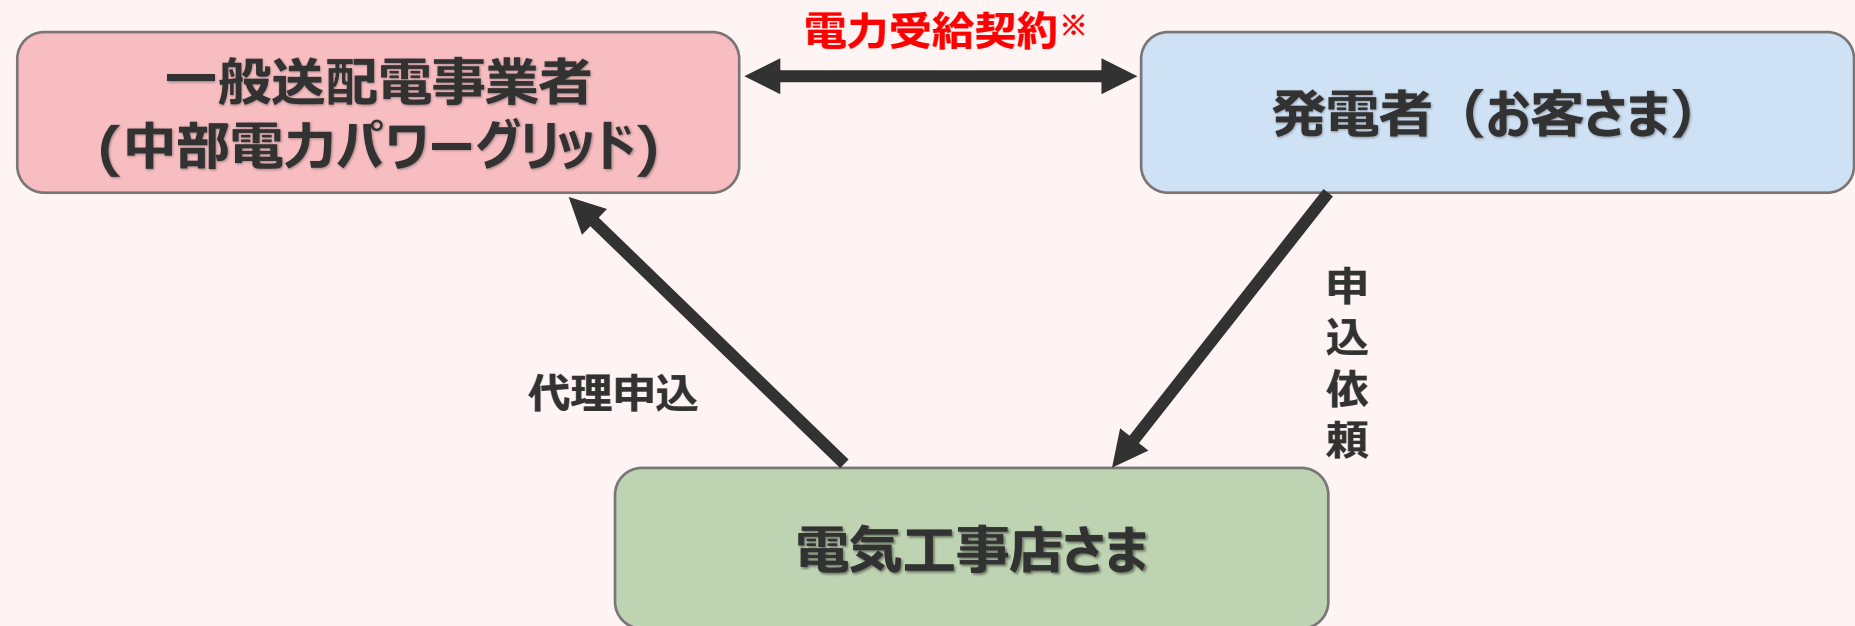 電力受給契約※
一般送配電事業者
(中部電力パワーグリッド)
発電者（お客さま）
申込依頼
代理申込
電気工事店さま